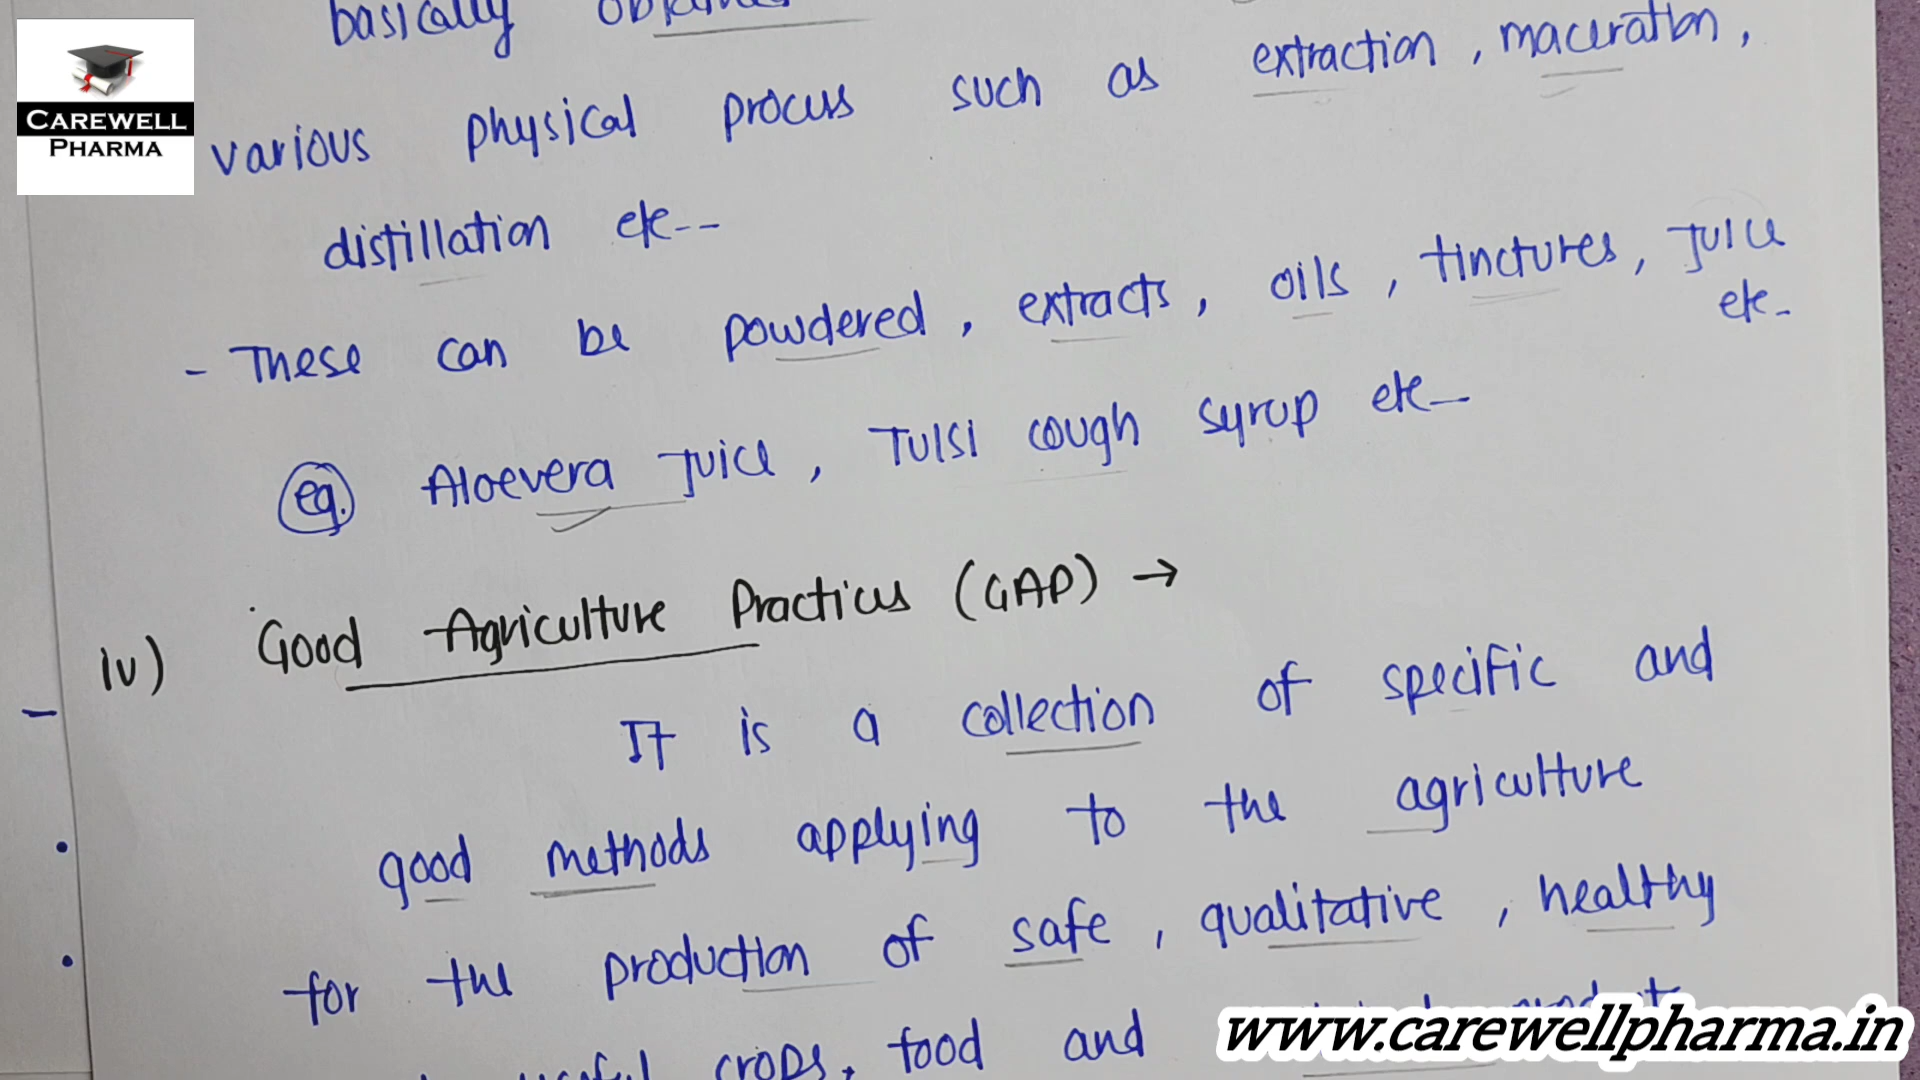 basically
CAREWELL
PHARMA
various physical process such as extraction, maceration,
distillation etc--
- These can be powdered, extracts, oils, tinctures, Juice
etc-
eg. Aloevera Juice, Tulsi cough syrup etc-
iv) Good Agriculture Practices (GAP) →
It is a collection of specific and
good methods applying to the agriculture
for the production of safe, qualitative, healthy
crops, food and
www.carewellpharma.in